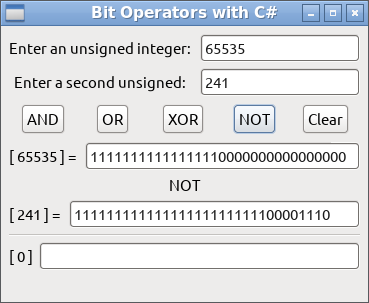 Bit Operators with C#
Enter an unsigned integer: 65535
Enter a second unsigned: 241
AND OR XOR NOT Clear
[ 65535 ] = 11111111111111110000000000000000
NOT
[ 241 ] = 11111111111111111111111100001110
[ 0 ]